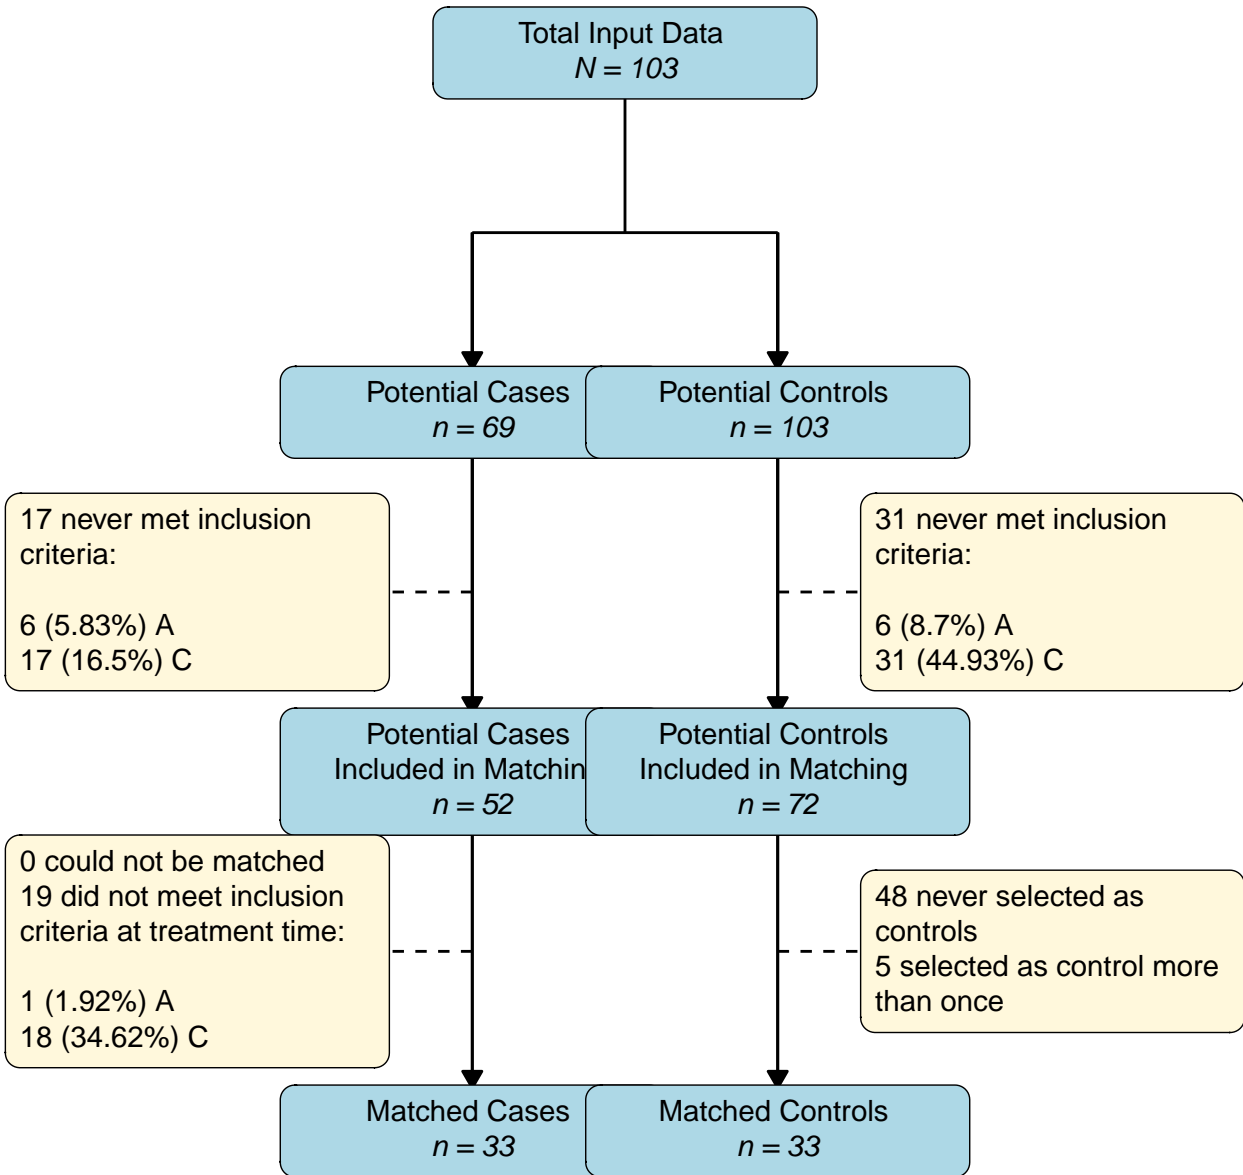 Total Input Data
N = 103
Potential Cases
n = 69
Potential Controls
n = 103
17 never met inclusion
criteria:
6 (5.83%) A
17 (16.5%) C
31 never met inclusion
criteria:
6 (8.7%) A
31 (44.93%) C
Potential Cases
Included in Matchin
n = 52
Potential Controls
Included in Matching
n = 72
0 could not be matched
19 did not meet inclusion
criteria at treatment time:
1 (1.92%) A
18 (34.62%) C
48 never selected as
controls
5 selected as control more
than once
Matched Cases
n = 33
Matched Controls
n = 33